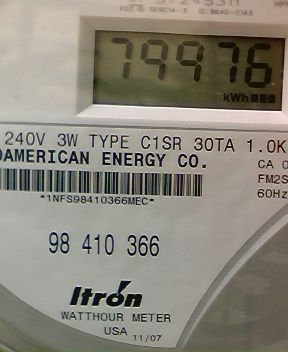 79976
kWh
240V 3W TYPE C1SR 30TA 1.0K
OAMERICAN ENERGY CO.
CA
*1NFS98410366MEC*
FM2S
60Hz
98 410 366
Itron
WATTHOUR METER
USA 11/07